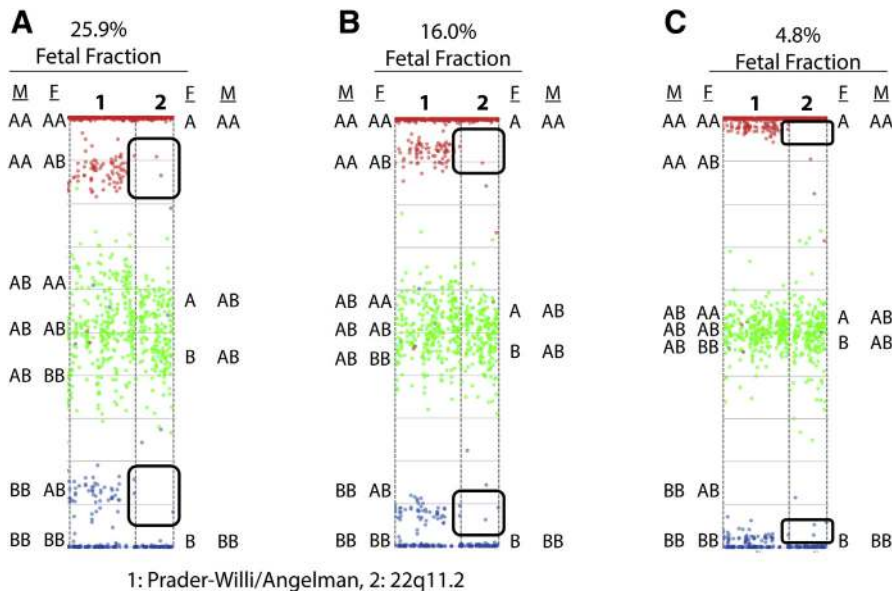 A
25.9%
Fetal Fraction
M F 1 2 F M
AA AA A AA
AA AB
AB AA
A AB
AB AB
B AB
AB BB
BB AB
BB BB B BB
B
16.0%
Fetal Fraction
M F 1 2 F M
AA AA A AA
AA AB
AB AA
A AB
AB AB
B AB
AB BB
BB AB
BB BB B BB
C
4.8%
Fetal Fraction
M F 1 2 F M
AA AA A AA
AA AB
AB AA A AB
AB AB
AB BB B AB
BB AB
BB BB B BB
1: Prader-Willi/Angelman, 2: 22q11.2